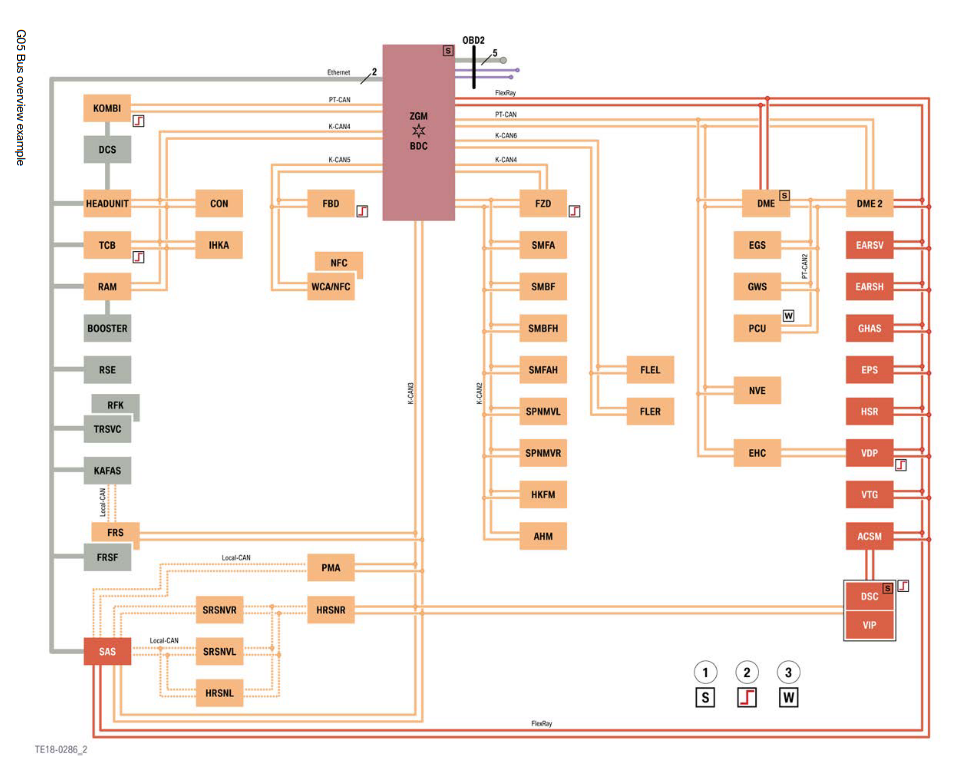 G05 Bus overview example
OBD2
S
5
Ethernet
2
FlexRay
PT-CAN
PT-CAN
KOMBI
ZGM
BDC
K-CAN4
K-CAN6
DCS
K-CAN5
K-CAN4
HEADUNIT
CON
FBD
FZD
DME
S
DME 2
TCB
IHKA
SMFA
EGS
PT-CAN2
EARSV
NFC
RAM
WCA/NFC
SMBF
GWS
EARSH
BOOSTER
SMBFH
PCU
W
GHAS
RSE
SMFAH
FLEL
EPS
K-CAN3
K-CAN2
NVE
RFK
TRSVC
SPNMVL
FLER
HSR
SPNMVR
EHC
VDP
KAFAS
Local-CAN
HKFM
VTG
FRS
AHM
ACSM
FRSF
Local-CAN
PMA
DSC
S
SRSNVR
HRSNR
VIP
Local-CAN
SAS
SRSNVL
HRSNL
1
2
3
S
W
FlexRay
TE18-0286_2